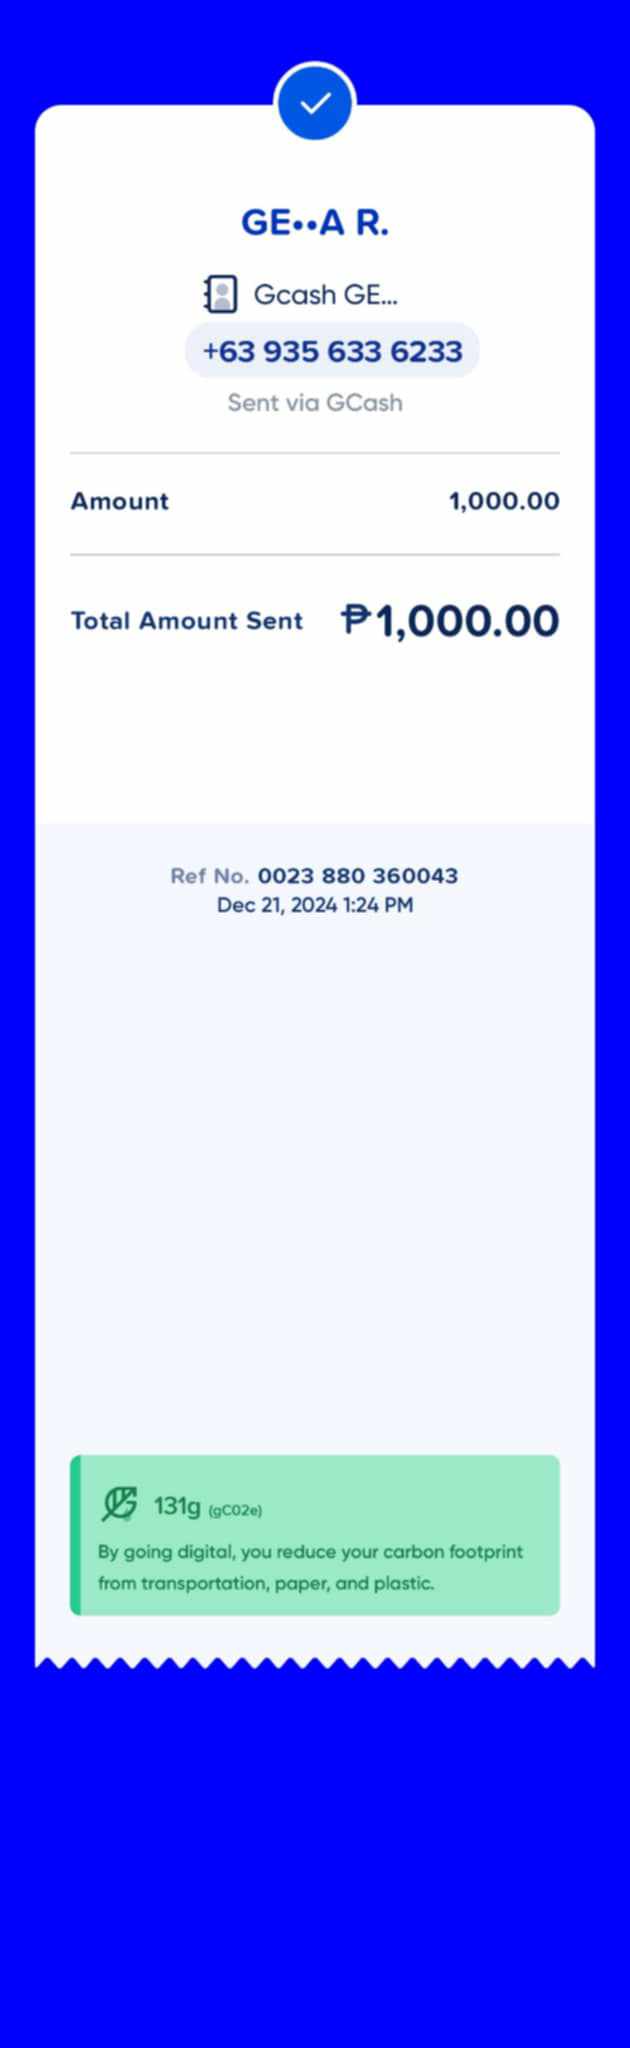 GE••A R.
Gcash GE...
+63 935 633 6233
Sent via GCash
Amount 1,000.00
Total Amount Sent ₱1,000.00
Ref No. 0023 880 360043
Dec 21, 2024 1:24 PM
131g (gC02e)
By going digital, you reduce your carbon footprint
from transportation, paper, and plastic.